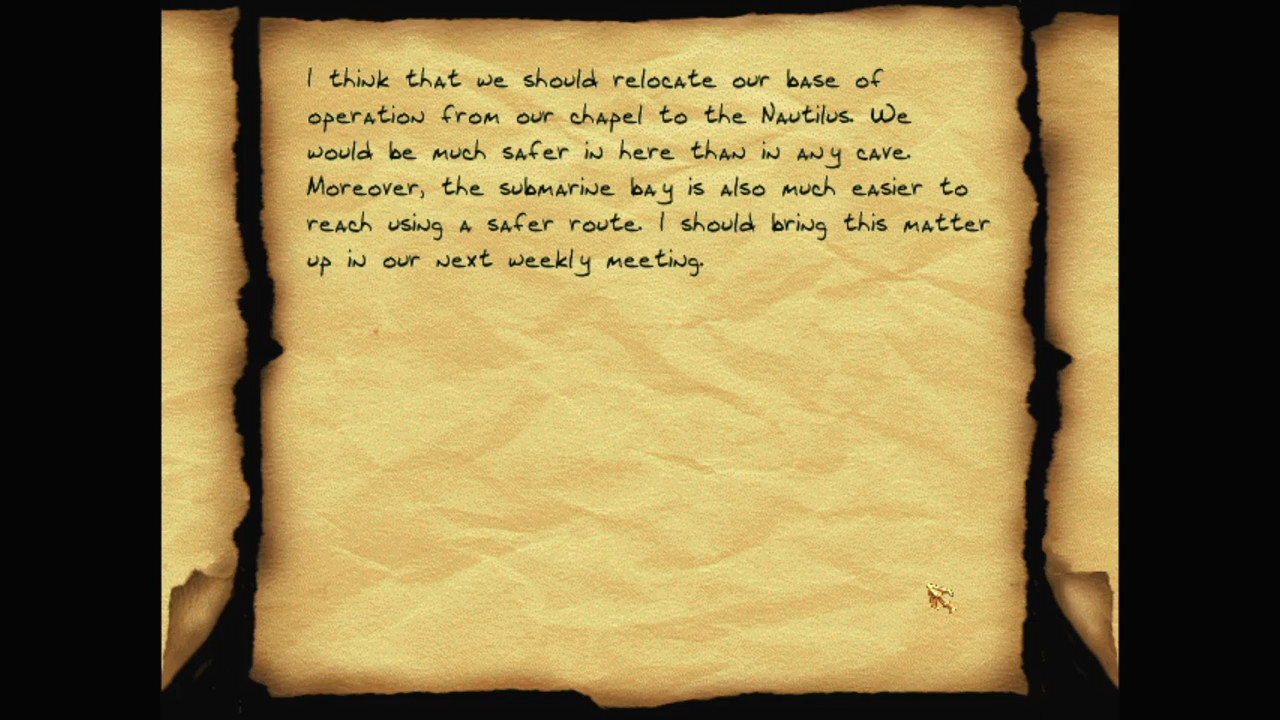 I think that we should relocate our base of
operation from our chapel to the Nautilus. We
would be much safer in here than in any cave.
Moreover, the submarine bay is also much easier to
reach using a safer route. I should bring this matter
up in our next weekly meeting.